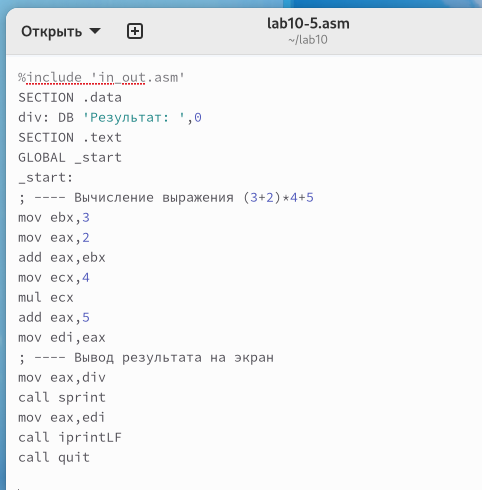 Открыть
lab10-5.asm
~/lab10
%include 'in_out.asm'
SECTION .data
div: DB 'Результат: ',0
SECTION .text
GLOBAL _start
_start:
; ---- Вычисление выражения (3+2)*4+5
mov ebx,3
mov eax,2
add eax,ebx
mov ecx,4
mul ecx
add eax,5
mov edi,eax
; ---- Вывод результата на экран
mov eax,div
call sprint
mov eax,edi
call iprintLF
call quit